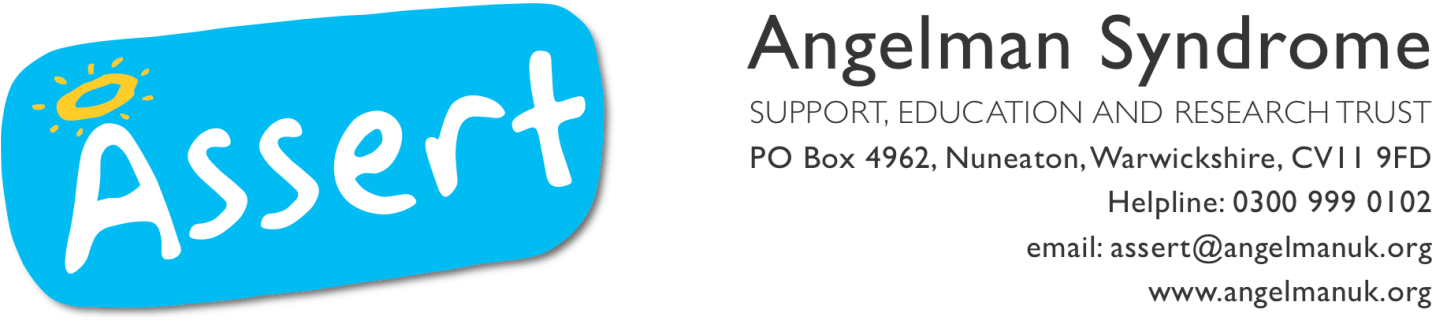 Assert
Angelman Syndrome
SUPPORT, EDUCATION AND RESEARCH TRUST
PO Box 4962, Nuneaton, Warwickshire, CV11 9FD
Helpline: 0300 999 0102
email: assert@angelmanuk.org
www.angelmanuk.org